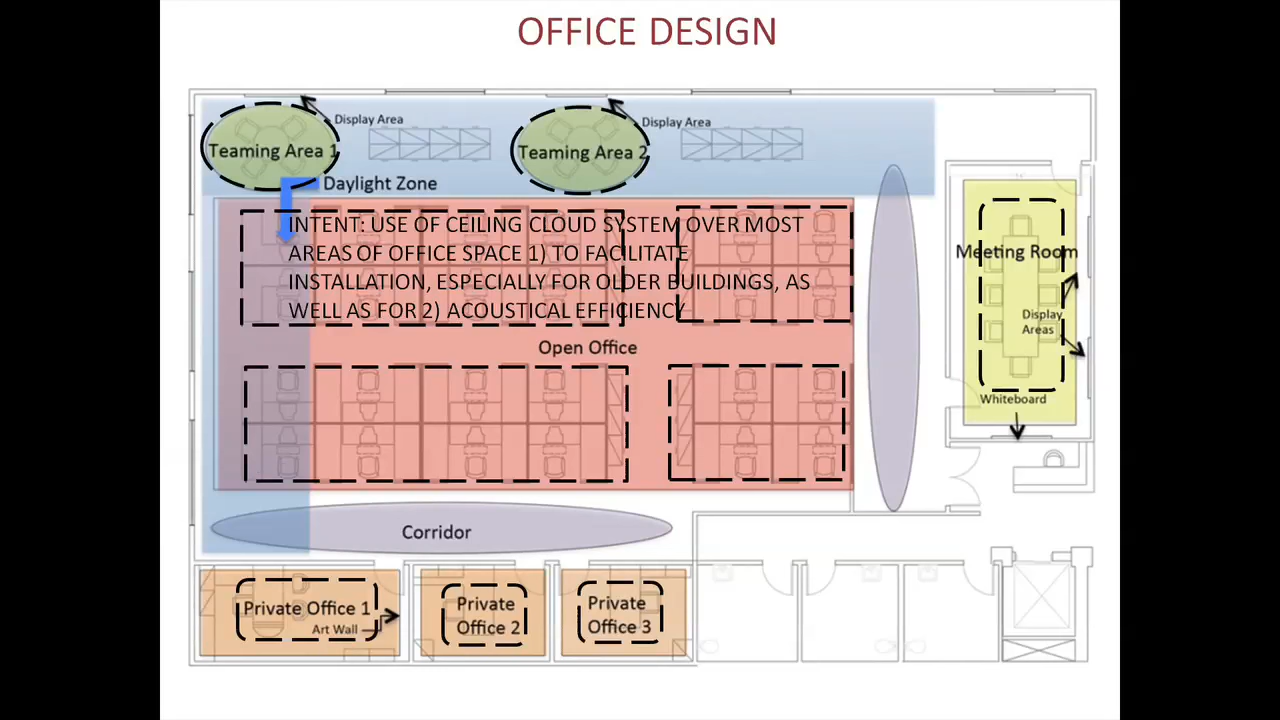 OFFICE DESIGN
Display Area
Display Area
Teaming Area 1
Teaming Area 2
Daylight Zone
INTENT: USE OF CEILING CLOUD SYSTEM OVER MOST
AREAS OF OFFICE SPACE 1) TO FACILITATE
INSTALLATION, ESPECIALLY FOR OLDER BUILDINGS, AS
WELL AS FOR 2) ACOUSTICAL EFFICIENCY
Meeting Room
Display
Areas
Open Office
Whiteboard
Corridor
Private Office 1
Art Wall
Private
Office 2
Private
Office 3